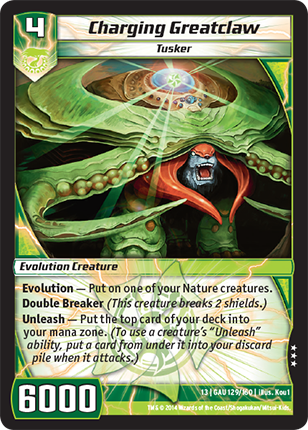 4
Charging Greatclaw
Tusker
Evolution Creature
Evolution — Put on one of your Nature creatures.
Double Breaker (This creature breaks 2 shields.)
Unleash — Put the top card of your deck into
your mana zone. (To use a creature's "Unleash"
ability, put a card from under it into your discard
pile when it attacks.)
6000
13 | GAU 129/160 | Illus. Kou1
TM & © 2014 Wizards of the Coast/Shogakukan/Mitsui-Kids.